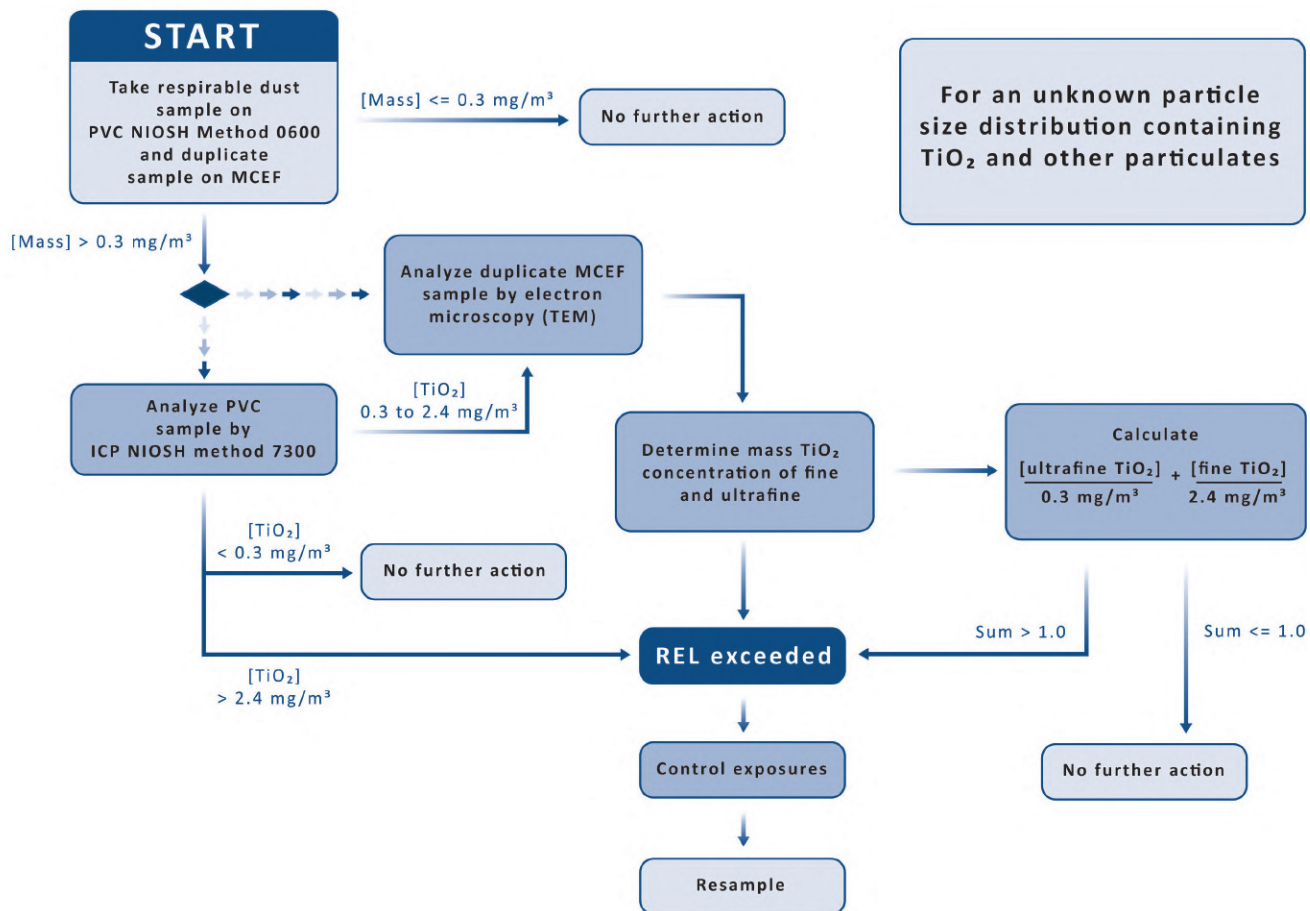 START
Take respirable dust
sample on
PVC NIOSH Method 0600
and duplicate
sample on MCEF
[Mass] <= 0.3 mg/m³
No further action
For an unknown particle
size distribution containing
TiO₂ and other particulates
[Mass] > 0.3 mg/m³
Analyze duplicate MCEF
sample by electron
microscopy (TEM)
Analyze PVC
sample by
ICP NIOSH method 7300
[TiO₂]
0.3 to 2.4 mg/m³
Determine mass TiO₂
concentration of fine
and ultrafine
Calculate
[ultrafine TiO₂] + [fine TiO₂]
0.3 mg/m³ 2.4 mg/m³
[TiO₂]
< 0.3 mg/m³
No further action
[TiO₂]
> 2.4 mg/m³
REL exceeded
Sum > 1.0
Sum <= 1.0
Control exposures
No further action
Resample